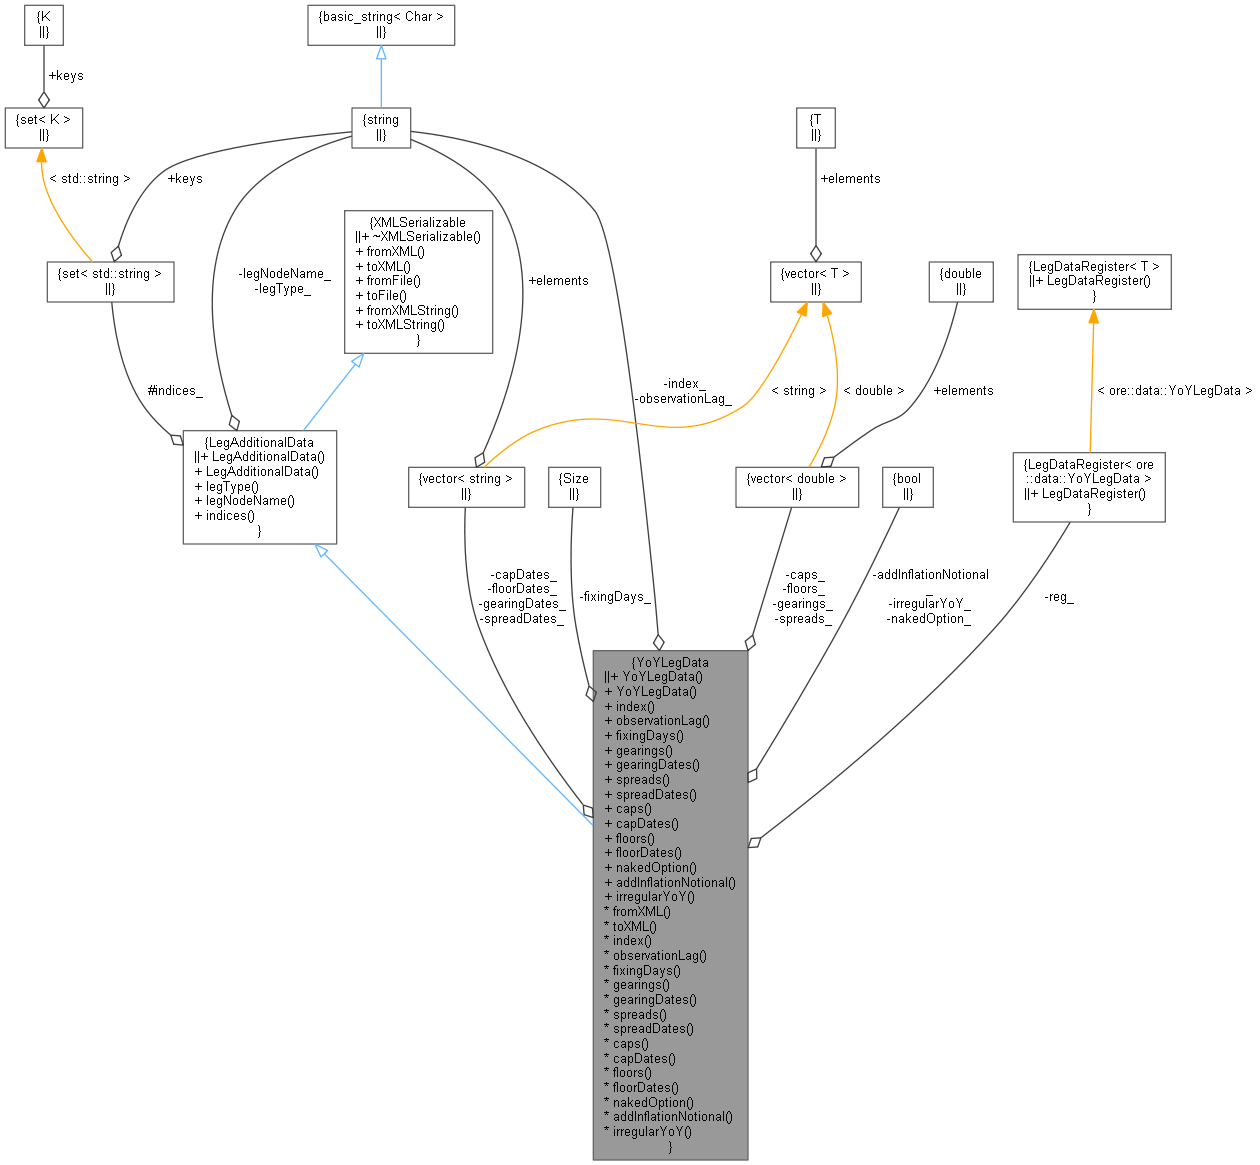 {K
||}
{basic_string< Char >
||}
+keys
{set< K >
||}
{string
||}
{T
||}
< std::string >
+keys
+elements
{XMLSerializable
||+ ~XMLSerializable()
+ fromXML()
+ toXML()
+ fromFile()
+ toFile()
+ fromXMLString()
+ toXMLString()
}
{set< std::string >
||}
-legNodeName_
-legType_
+elements
{vector< T >
||}
{double
||}
{LegDataRegister< T >
||+ LegDataRegister()
}
#indices_
-index_
-observationLag_
< string >
< double >
+elements
< ore::data::YoYLegData >
{LegAdditionalData
||+ LegAdditionalData()
+ LegAdditionalData()
+ legType()
+ legNodeName()
+ indices()
}
{vector< string >
||}
{Size
||}
{vector< double >
||}
{bool
||}
{LegDataRegister< ore
::data::YoYLegData >
||+ LegDataRegister()
}
-capDates_
-floorDates_
-gearingDates_
-spreadDates_
-fixingDays_
-caps_
-floors_
-gearings_
-spreads_
-addInflationNotional
_
-irregularYoY_
-nakedOption_
-reg_
{YoYLegData
||+ YoYLegData()
+ YoYLegData()
+ index()
+ observationLag()
+ fixingDays()
+ gearings()
+ gearingDates()
+ spreads()
+ spreadDates()
+ caps()
+ capDates()
+ floors()
+ floorDates()
+ nakedOption()
+ addInflationNotional()
+ irregularYoY()
* fromXML()
* toXML()
* index()
* observationLag()
* fixingDays()
* gearings()
* gearingDates()
* spreads()
* spreadDates()
* caps()
* capDates()
* floors()
* floorDates()
* nakedOption()
* addInflationNotional()
* irregularYoY()
}